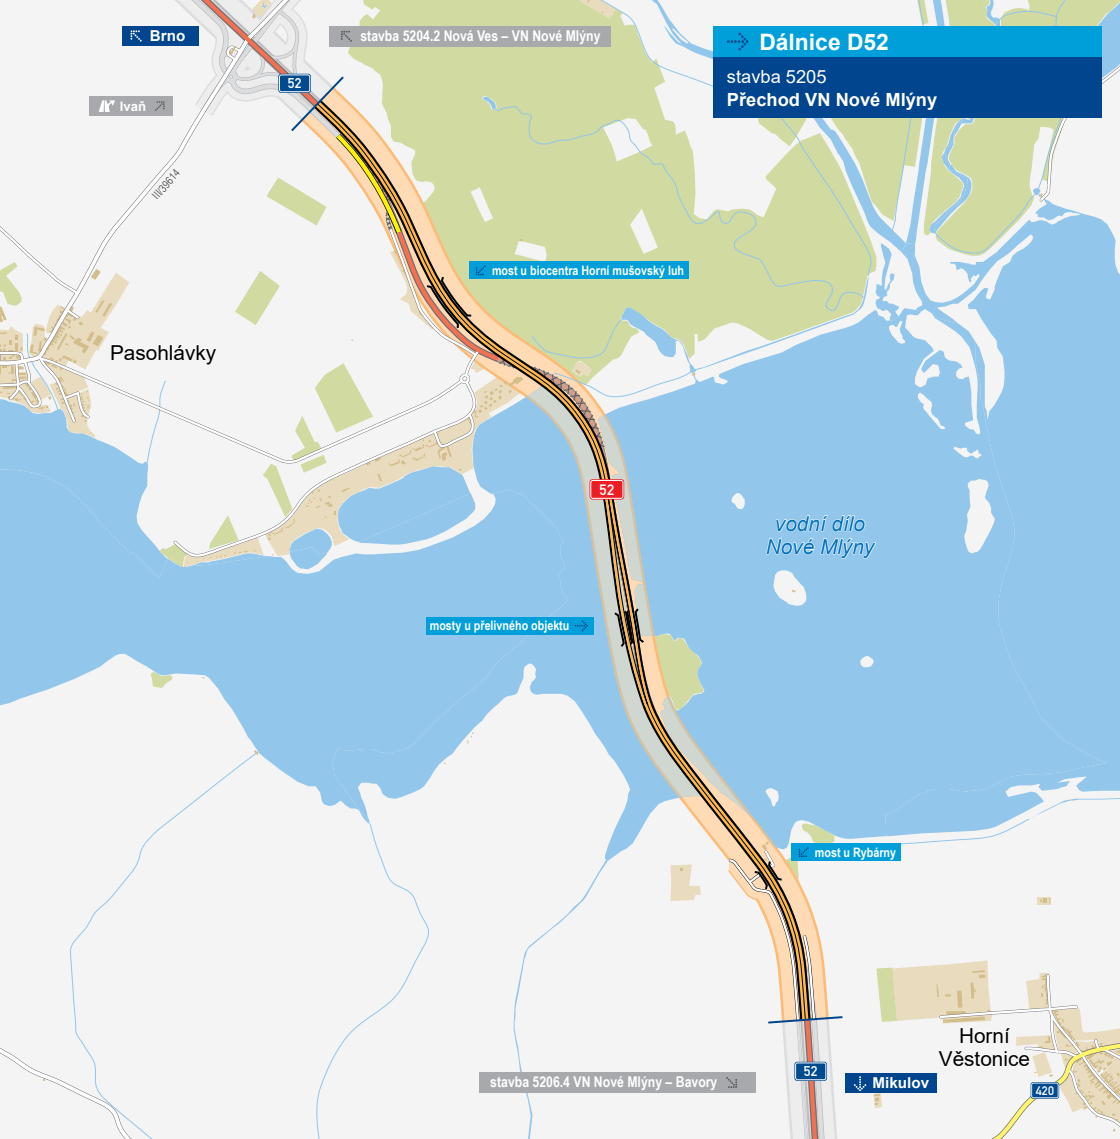 Brno
stavba 5204.2 Nová Ves – VN Nové Mlýny
Dálnice D52
stavba 5205
Přechod VN Nové Mlýny
52
Ivaň
III/39614
most u biocentra Horní mušovský luh
Pasohlávky
52
vodní dílo
Nové Mlýny
mosty u přelivného objektu
most u Rybárny
Horní
Věstonice
52
stavba 5206.4 VN Nové Mlýny – Bavory
Mikulov
420